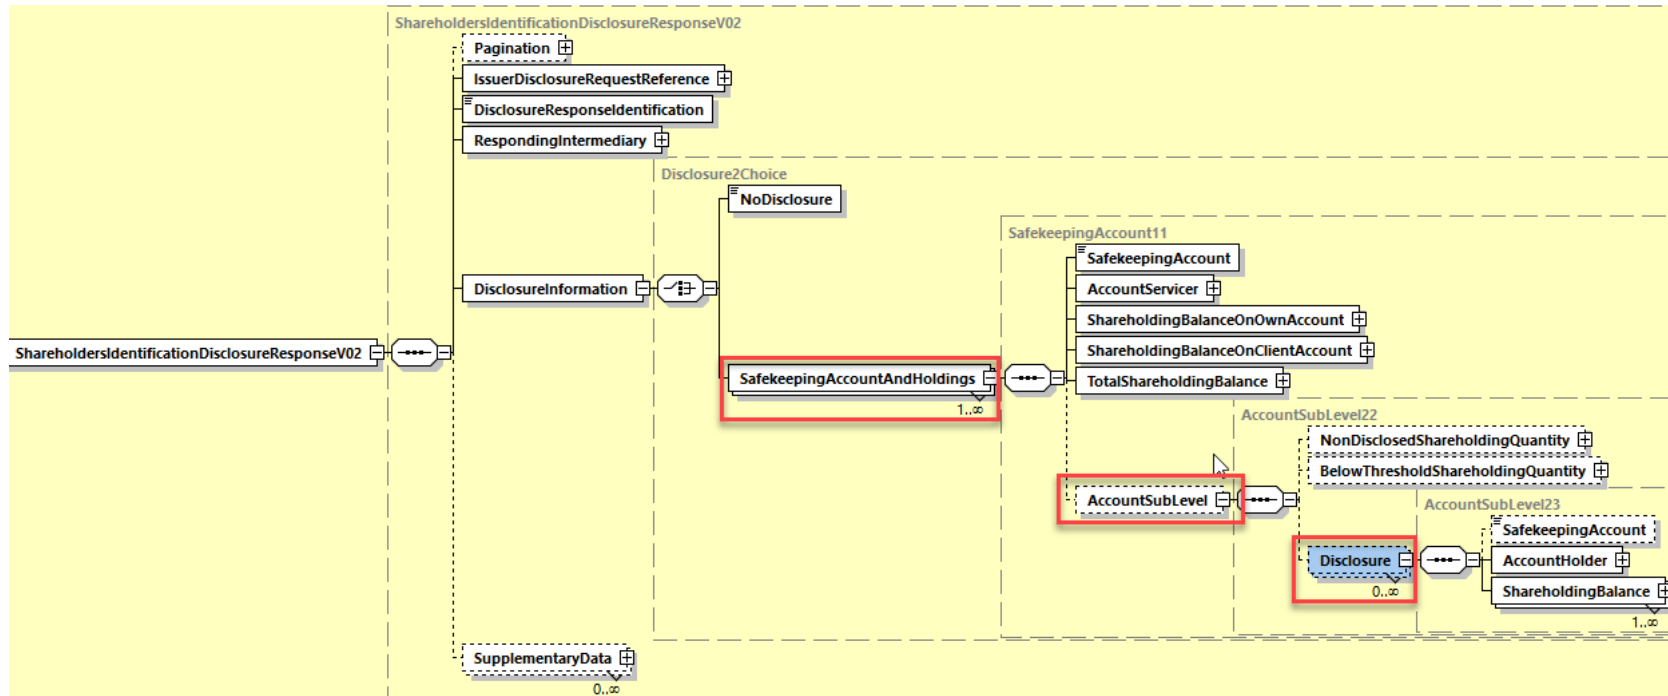 ShareholdersIdentificationDisclosureResponseV02
Pagination
IssuerDisclosureRequestReference
DisclosureResponseIdentification
RespondingIntermediary
Disclosure2Choice
NoDisclosure
SafekeepingAccount11
SafekeepingAccount
DisclosureInformation
AccountServicer
ShareholdingBalanceOnOwnAccount
ShareholdersIdentificationDisclosureResponseV02
ShareholdingBalanceOnClientAccount
SafekeepingAccountAndHoldings
TotalShareholdingBalance
1..∞
AccountSubLevel22
NonDisclosedShareholdingQuantity
BelowThresholdShareholdingQuantity
AccountSubLevel
AccountSubLevel23
SafekeepingAccount
Disclosure
AccountHolder
0..∞
ShareholdingBalance
1..∞
SupplementaryData
0..∞